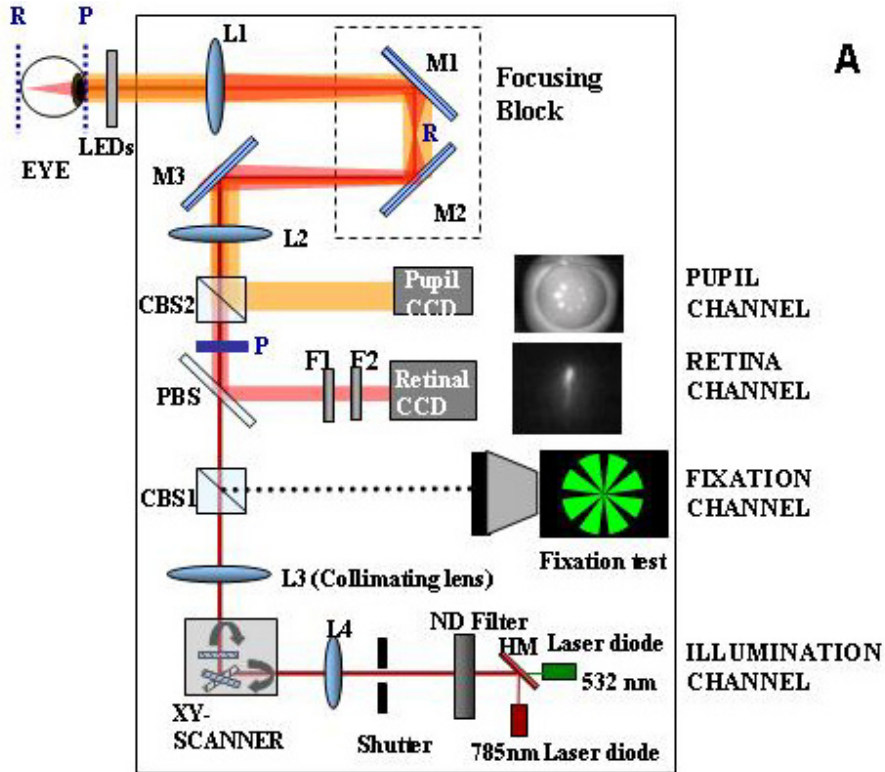 R P
L1
A
M1
Focusing
Block
R
LEDs
EYE
M3
M2
L2
Pupil
CCD
CBS2
PUPIL
CHANNEL
P
F1 F2
Retinal
CCD
PBS
RETINA
CHANNEL
CBS1
FIXATION
CHANNEL
Fixation test
L3 (Collimating lens)
L4
ND Filter
HM
Laser diode
532 nm
ILLUMINATION
CHANNEL
XY-
SCANNER
Shutter
785nm Laser diode